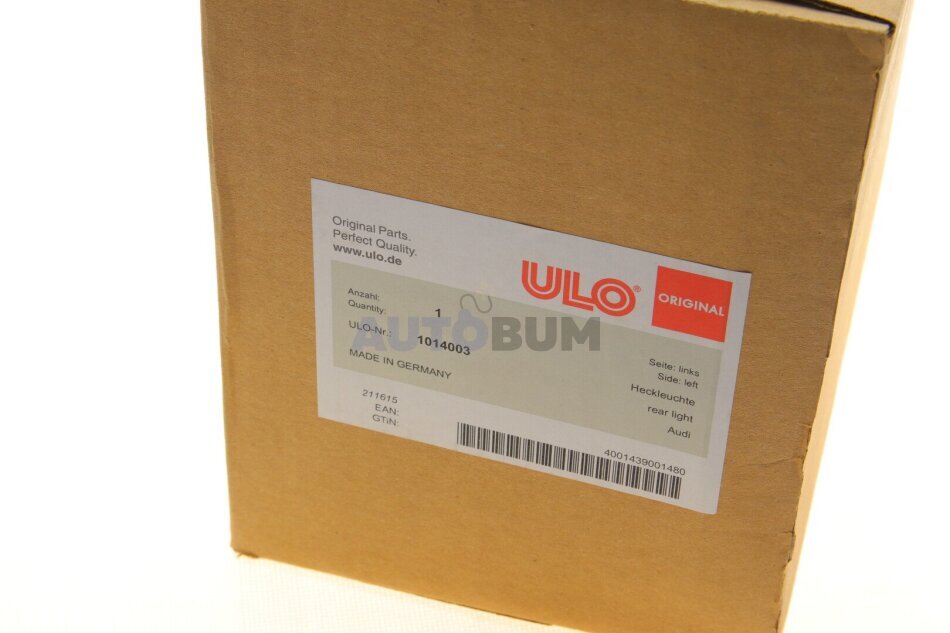 Original Parts.
Perfect Quality.
www.ulo.de
ULO®
ORIGINAL
Anzahl:
Quantity: 1
ULO-Nr.: 1014003
MADE IN GERMANY
Seite: links
Side: left
Heckleuchte
rear light
Audi
211615
EAN:
GTiN:
4001439001480
AUTOBUM